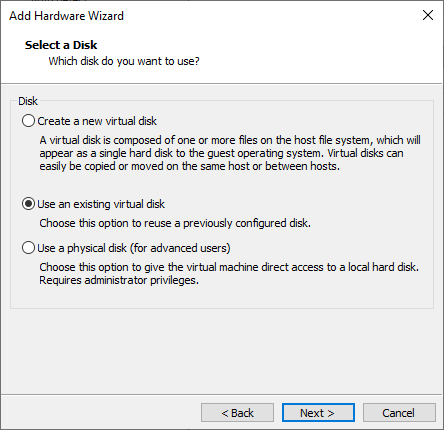 Add Hardware Wizard
Select a Disk
Which disk do you want to use?
Disk
Create a new virtual disk
A virtual disk is composed of one or more files on the host file system, which will
appear as a single hard disk to the guest operating system. Virtual disks can
easily be copied or moved on the same host or between hosts.
Use an existing virtual disk
Choose this option to reuse a previously configured disk.
Use a physical disk (for advanced users)
Choose this option to give the virtual machine direct access to a local hard disk.
Requires administrator privileges.
< Back Next > Cancel